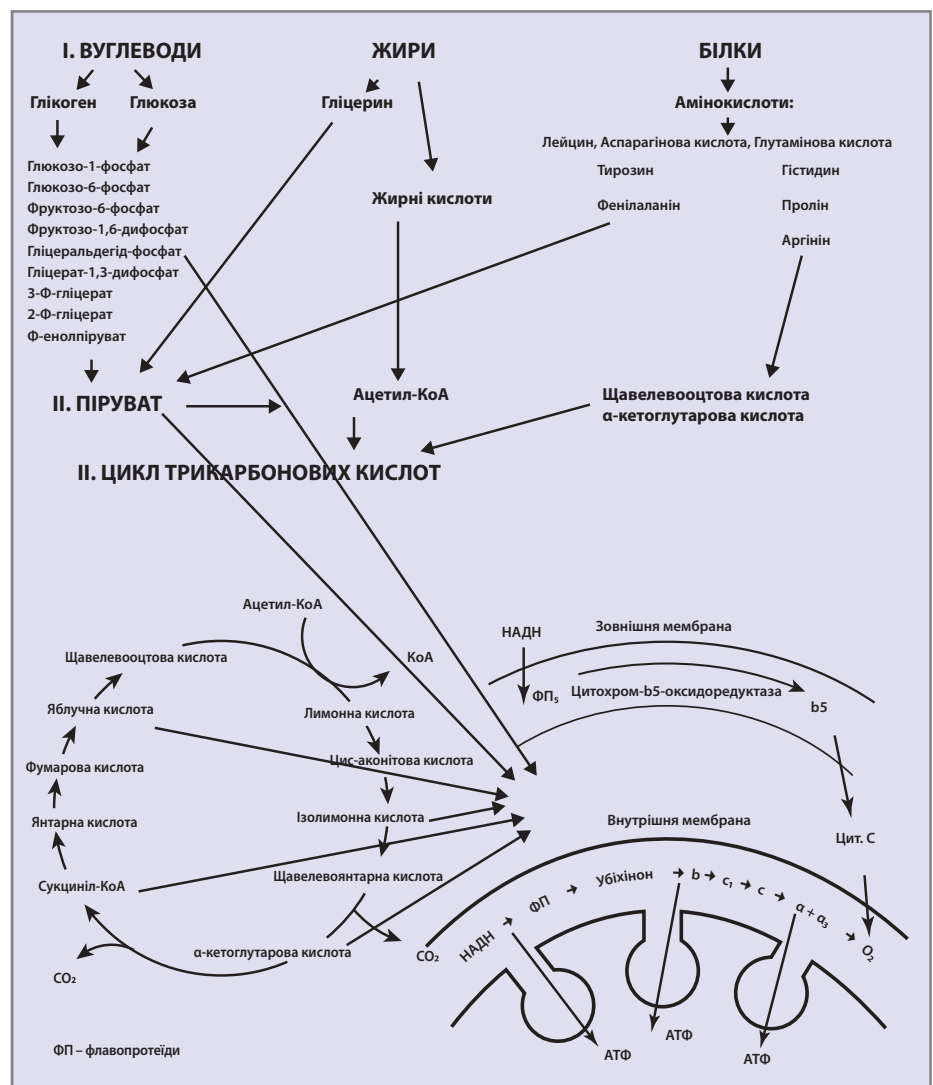 I. ВУГЛЕВОДИ
ЖИРИ
БІЛКИ
Глікоген
Глюкоза
Гліцерин
Амінокислоти:
Лейцин, Аспарагінова кислота, Глутамінова кислота
Тирозин
Гістидин
Фенілаланін
Пролін
Аргінін
Глюкозо-1-фосфат
Глюкозо-6-фосфат
Фруктозо-6-фосфат
Фруктозо-1,6-дифосфат
Гліцеральдегід-фосфат
Гліцерат-1,3-дифосфат
3-Ф-гліцерат
2-Ф-гліцерат
Ф-енолпіруват
Жирні кислоти
II. ПІРУВАТ
Ацетил-КоА
Щавелевооцтова кислота
α-кетоглутарова кислота
II. ЦИКЛ ТРИКАРБОНОВИХ КИСЛОТ
Ацетил-КоА
КоА
Щавелевооцтова кислота
Яблучна кислота
Фумарова кислота
Янтарна кислота
Сукциніл-КоА
CO₂
Лимонна кислота
Цис-аконітова кислота
Ізолимонна кислота
Щавелевоянтарна кислота
α-кетоглутарова кислота
CO₂
НАДН
Зовнішня мембрана
ФП₅
Цитохром-b5-оксидоредуктаза
b5
Цит. С
Внутрішня мембрана
НАДН
ФП
Убіхінон
b
c₁
c
α + α₃
O₂
АТФ
АТФ
АТФ
ФП – флавопротеїди